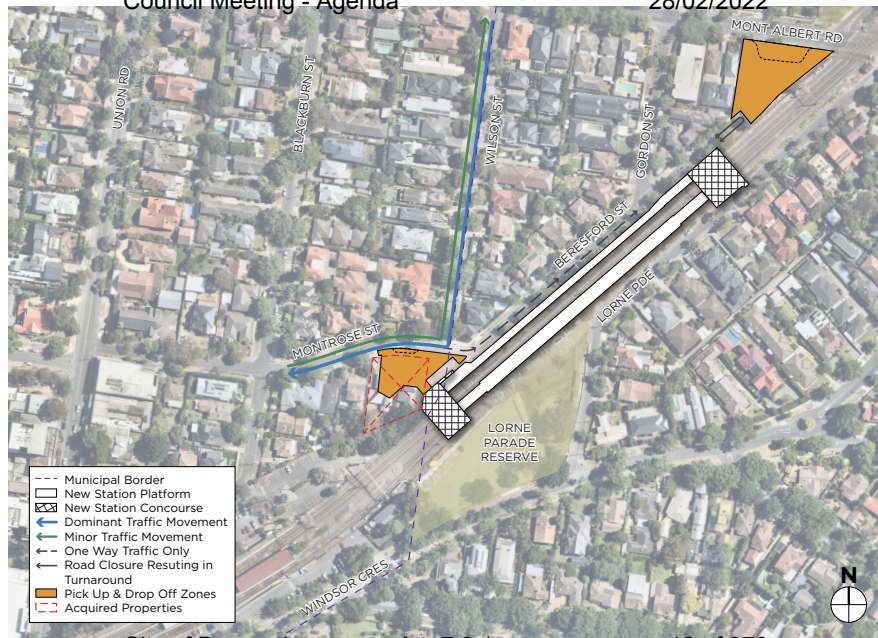 Council Meeting - Agenda 28/02/2022
MONT ALBERT RD
UNION RD
BLACKBURN ST
WILSON ST
GORDON ST
BERESFORD ST
LORNE PDE
MONTROSE ST
LORNE
PARADE
RESERVE
WINDSOR CRES
Municipal Border
New Station Platform
New Station Concourse
Dominant Traffic Movement
Minor Traffic Movement
One Way Traffic Only
Road Closure Resuting in
Turnaround
Pick Up & Drop Off Zones
Acquired Properties
N